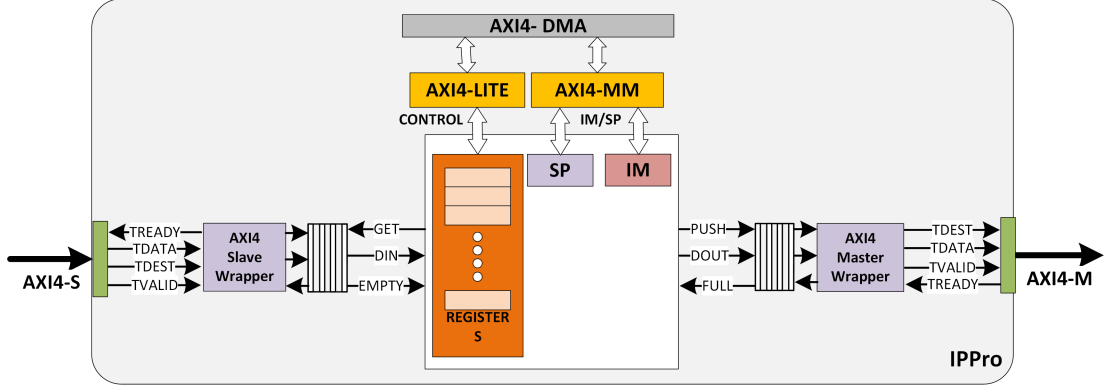 AXI4- DMA
AXI4-LITE
AXI4-MM
CONTROL
IM/SP
SP
IM
TREADY
TDATA
TDEST
TVALID
AXI4-S
AXI4
Slave
Wrapper
GET
DIN
EMPTY
REGISTER
S
PUSH
DOUT
FULL
AXI4
Master
Wrapper
TDEST
TDATA
TVALID
TREADY
AXI4-M
IPPro